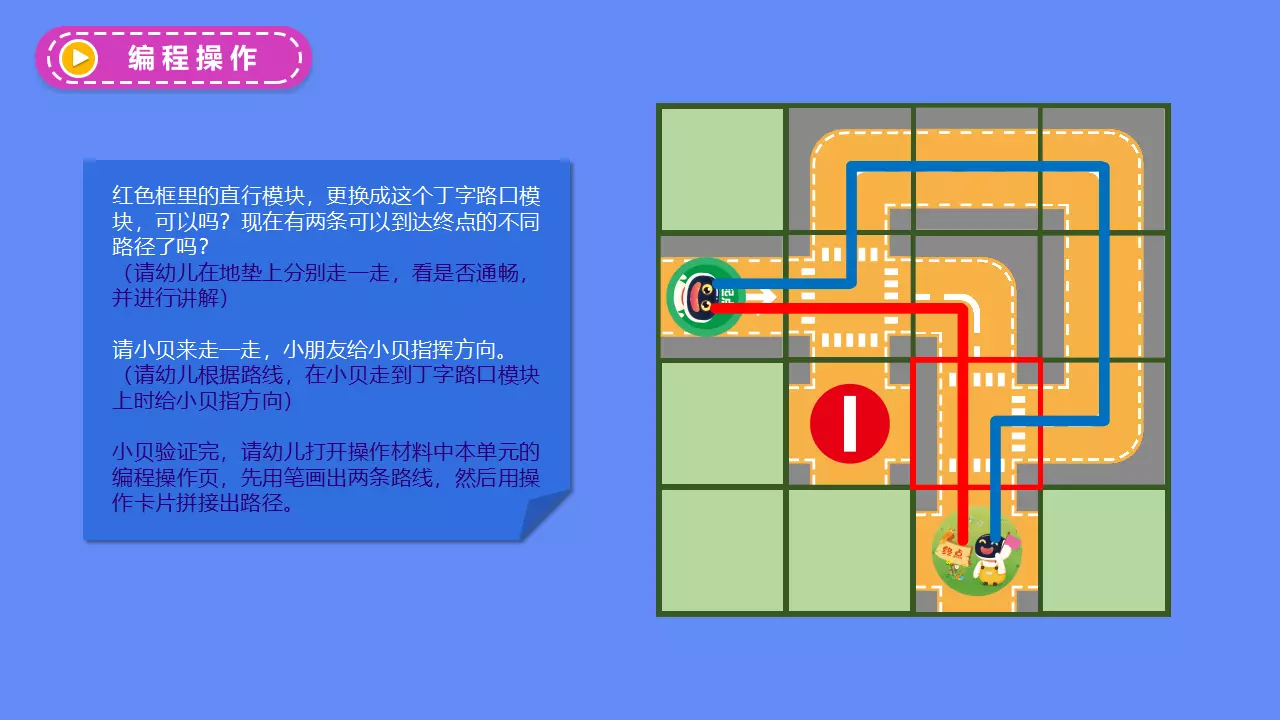 编程操作
红色框里的直行模块，更换成这个丁字路口模
块，可以吗？现在有两条可以到达终点的不同
路径了吗？
（请幼儿在地垫上分别走一走，看是否通畅，
并进行讲解）
请小贝来走一走，小朋友给小贝指挥方向。
（请幼儿根据路线，在小贝走到丁字路口模块
上时给小贝指方向）
小贝验证完，请幼儿打开操作材料中本单元的
编程操作页，先用笔画出两条路线，然后用操
作卡片拼接出路径。
终点